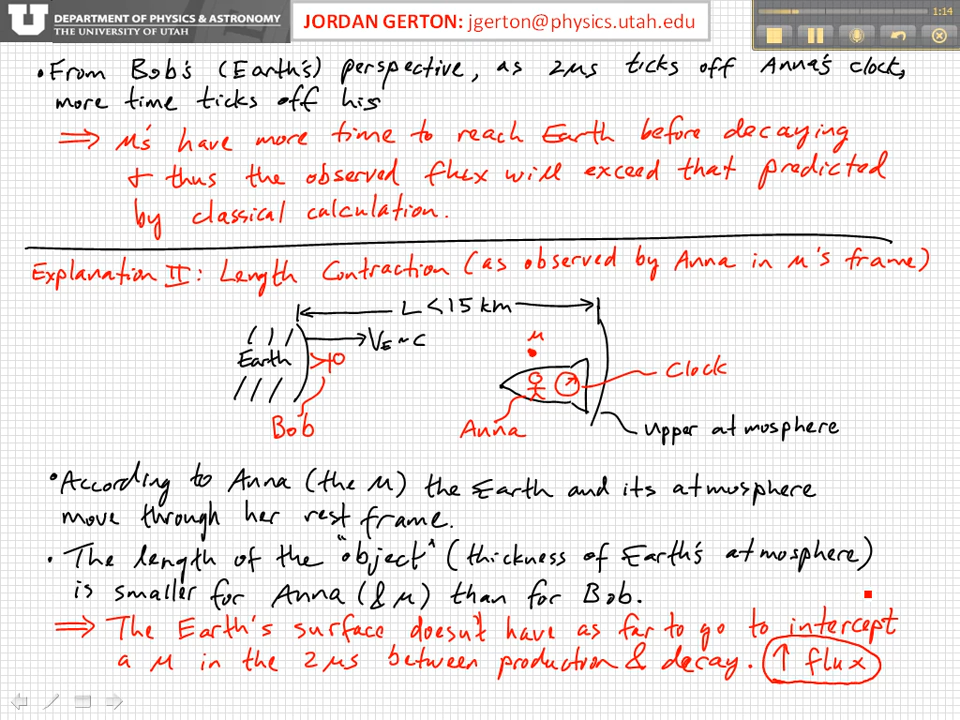 DEPARTMENT OF PHYSICS & ASTRONOMY
THE UNIVERSITY OF UTAH
JORDAN GERTON: jgerton@physics.utah.edu
1:14
• From Bob's (Earth's) perspective, as 2μs ticks off Anna's clock,
more time ticks off his
⇒ μ's have more time to reach Earth before decaying
+ thus the observed flux will exceed that predicted
by classical calculation.
Explanation II: Length Contraction (as observed by Anna in μ's frame)
L < 15 km
Earth
V_E ~ C
μ
Clock
Bob
Anna
Upper atmosphere
• According to Anna (the μ) the Earth and its atmosphere
move through her rest frame.
• The length of the "object" (thickness of Earth's atmosphere)
is smaller for Anna (& μ) than for Bob.
⇒ The Earth's surface doesn't have as far to go to intercept
a μ in the 2μs between production & decay. ↑ flux